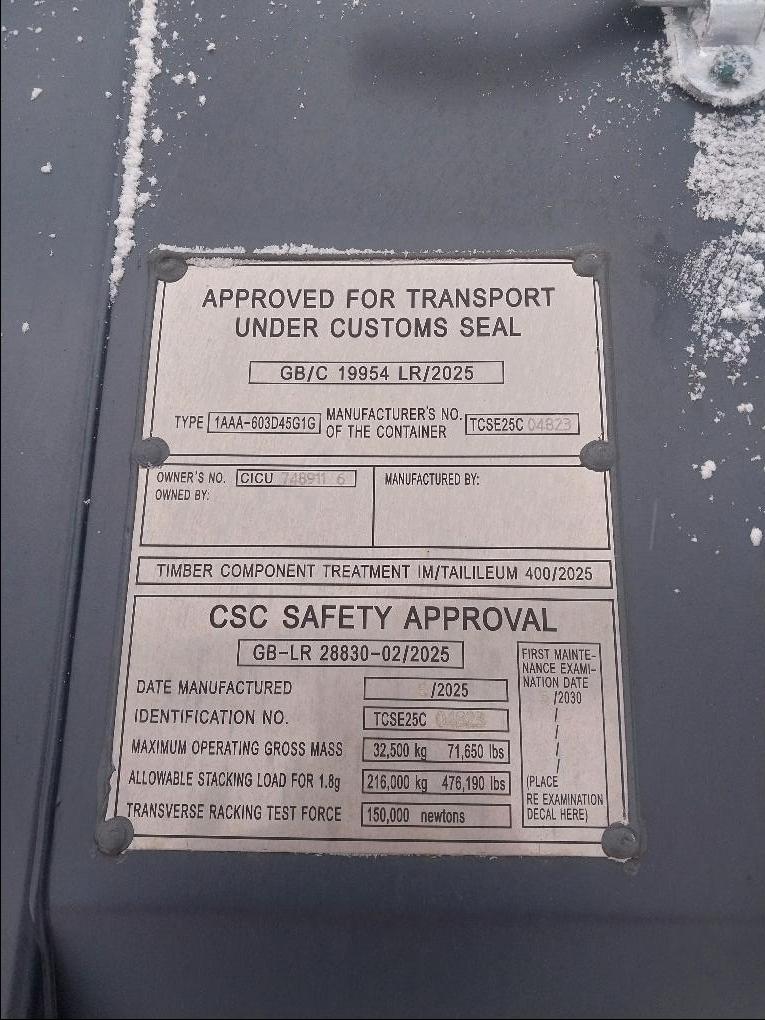 APPROVED FOR TRANSPORT
UNDER CUSTOMS SEAL
GB/C 19954 LR/2025
TYPE 1AAA-603D45G1G
MANUFACTURER'S NO.
OF THE CONTAINER
TCSE25C 04823
OWNER'S NO. CICU 748911 6
OWNED BY:
MANUFACTURED BY:
TIMBER COMPONENT TREATMENT IM/TAILILEUM 400/2025
CSC SAFETY APPROVAL
GB-LR 28830-02/2025
DATE MANUFACTURED /2025
IDENTIFICATION NO. TCSE25C 04823
MAXIMUM OPERATING GROSS MASS 32,500 kg 71,650 lbs
ALLOWABLE STACKING LOAD FOR 1.8g 216,000 kg 476,190 lbs
TRANSVERSE RACKING TEST FORCE 150,000 newtons
FIRST MAINTE-
NANCE EXAMI-
NATION DATE
/2030
/
/
/
/
(PLACE
RE EXAMINATION
DECAL HERE)